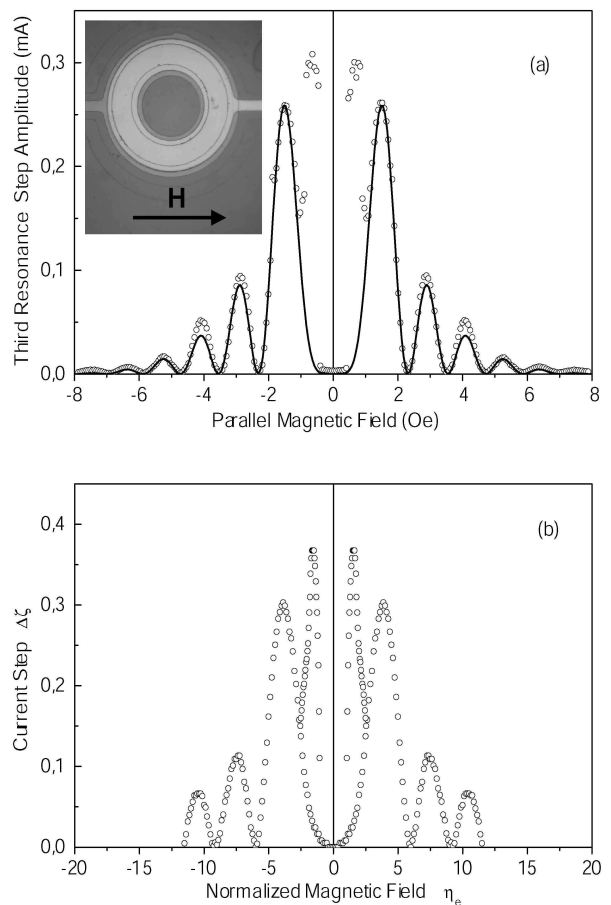 Third Resonance Step Amplitude (mA)
0,3
0,2
0,1
0,0
(a)
H
-8 -6 -4 -2 0 2 4 6 8
Parallel Magnetic Field (Oe)
Current Step Δζ
0,4
0,3
0,2
0,1
0,0
(b)
-20 -15 -10 -5 0 5 10 15 20
Normalized Magnetic Field ηe